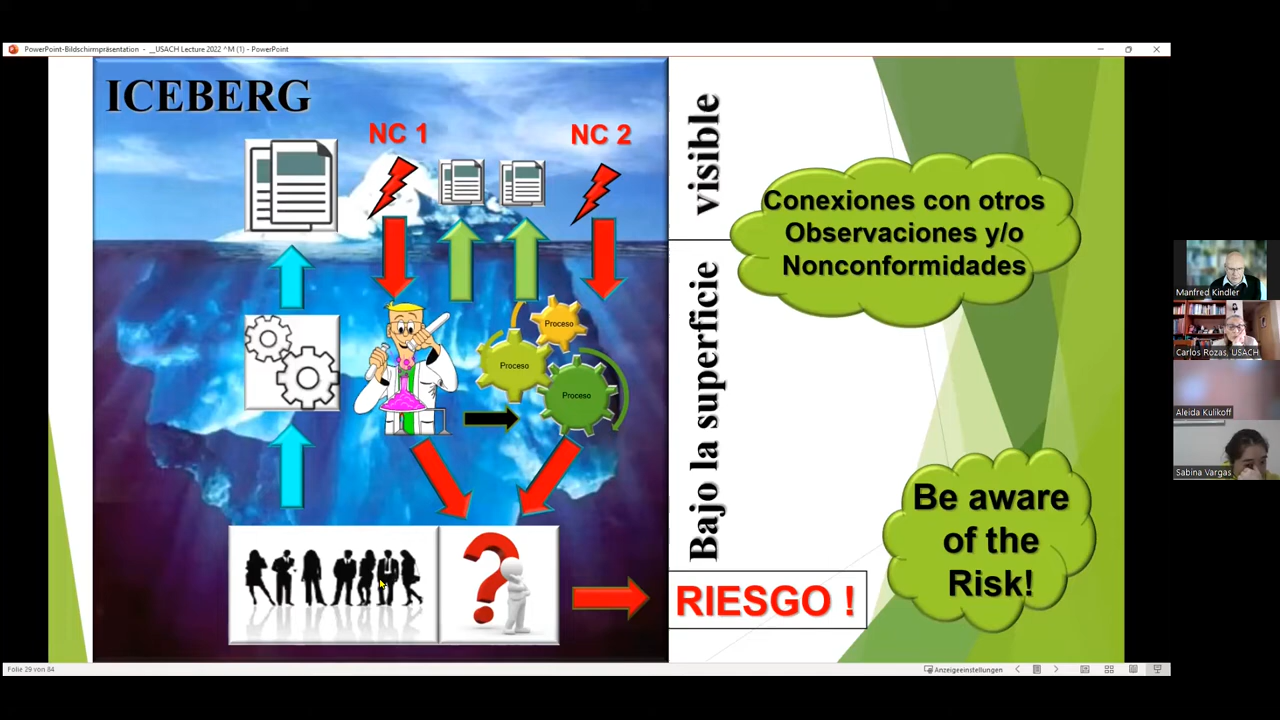 PowerPoint-Bildschirmpräsentation - __USACH Lecture 2022 ^M (1) - PowerPoint
ICEBERG
NC 1
NC 2
visible
Conexiones con otros
Observaciones y/o
Nonconformidades
Bajo la superficie
Proceso
Proceso
Proceso
Be aware
of the
Risk!
RIESGO !
Manfred Kindler
Carlos Rozas, USACH
Aleida Kulikoff
Sabina Vargas
Folie 29 von 84
Anzeigeeinstellungen